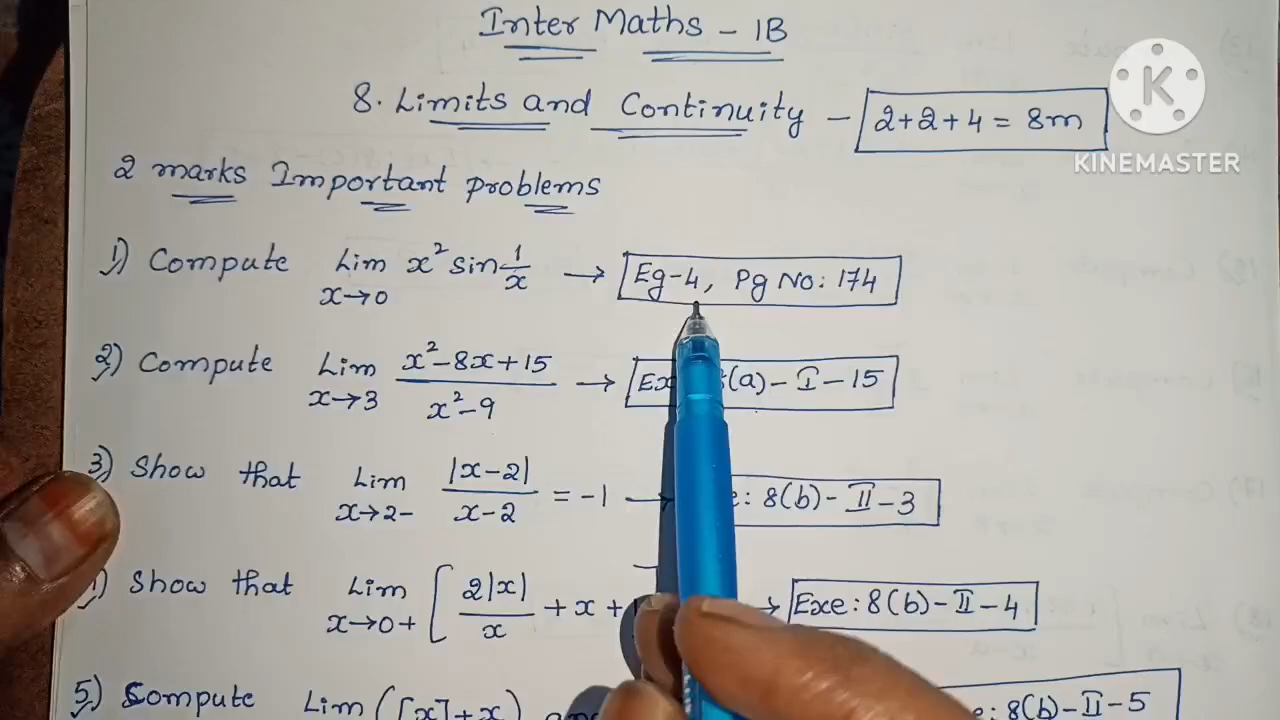 Inter Maths - 1B
8. Limits and Continuity - 2+2+4 = 8m
K
KINEMASTER
2 marks Important problems
1) Compute Lim x→0 x² sin 1/x → Eg-4, Pg No: 174
2) Compute Lim x→3 (x²-8x+15)/(x²-9) → (a)- I -15
3) Show that Lim x→2- |x-2|/(x-2) = -1 → 8(b)- II -3
Show that Lim x→0+ [ 2|x|/x + x + → Exe: 8(b)- II -4
5) Compute Lim ([x]+x) 8(b)- II -5